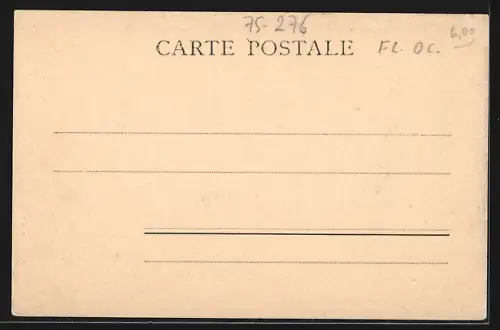 75-276
CARTE POSTALE
FL. OC.
6,00